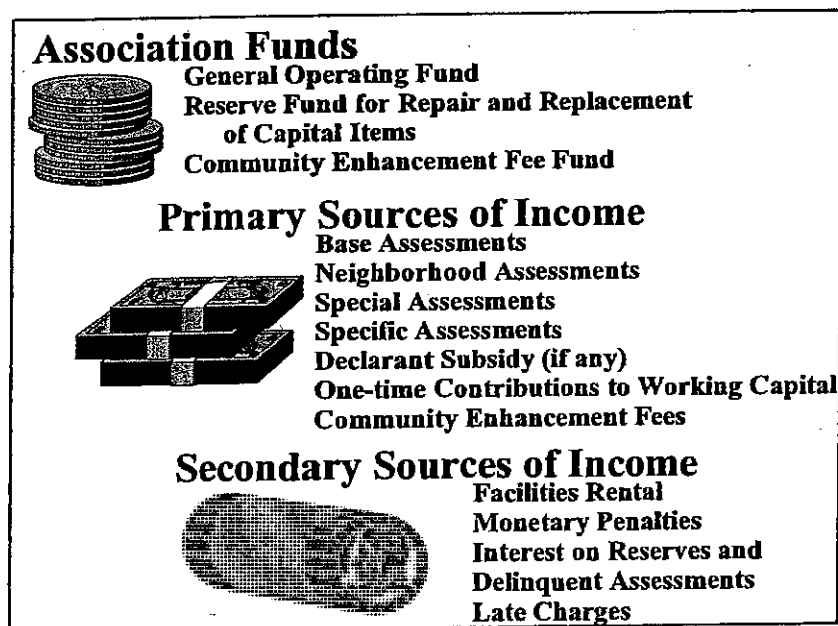 Association Funds
General Operating Fund
Reserve Fund for Repair and Replacement
of Capital Items
Community Enhancement Fee Fund
Primary Sources of Income
Base Assessments
Neighborhood Assessments
Special Assessments
Specific Assessments
Declarant Subsidy (if any)
One-time Contributions to Working Capital
Community Enhancement Fees
Secondary Sources of Income
Facilities Rental
Monetary Penalties
Interest on Reserves and
Delinquent Assessments
Late Charges